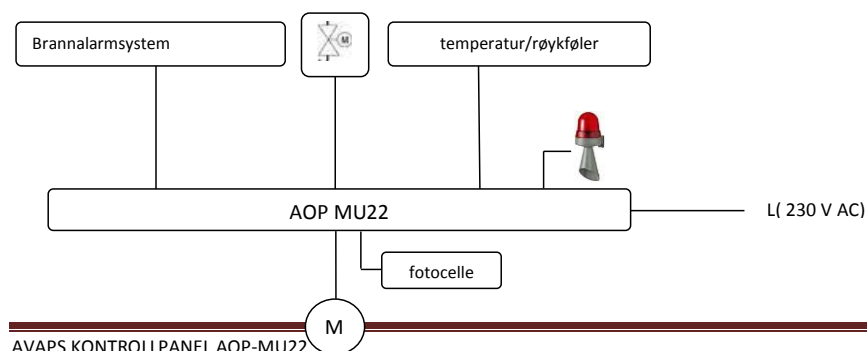 Brannalarmsystem
M
temperatur/røykføler
AOP MU22
L( 230 V AC)
fotocelle
M
AVAPS KONTROLLPANEL AOP-MU22